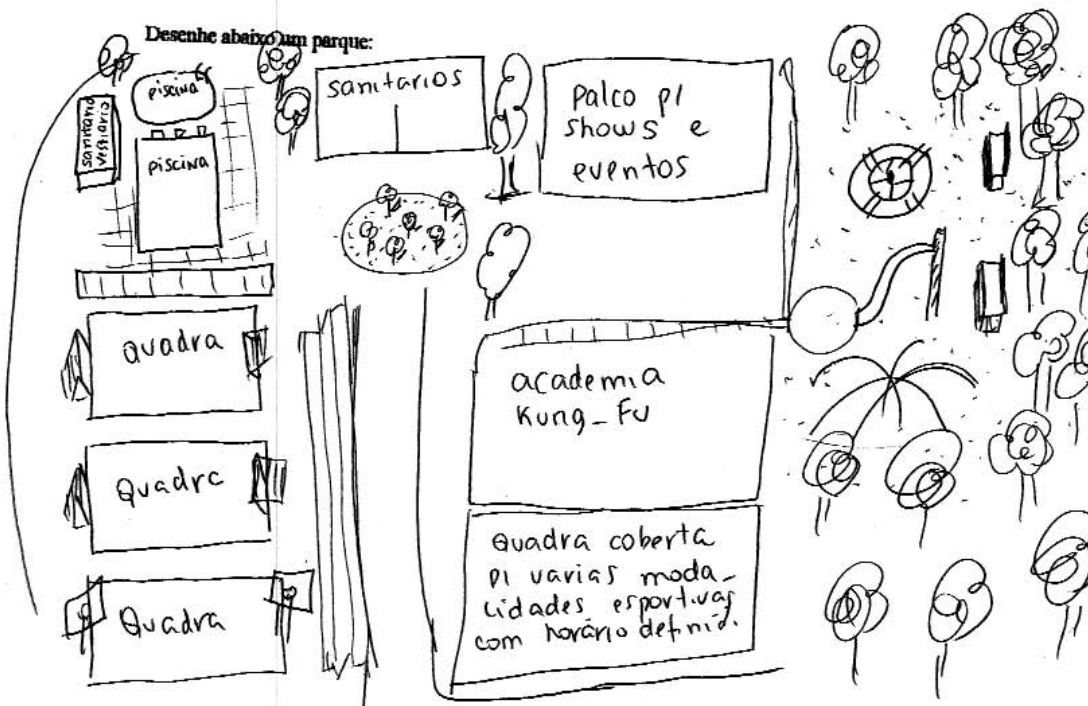 Desenhe abaixo um parque:
piscina
sanitario
vestiario
piscina
sanitarios
Palco p/
shows e
eventos
Quadra
Quadra
Quadra
academia
Kung-Fu
Quadra coberta
p/ varias moda-
lidades esportivas
com horário definid.